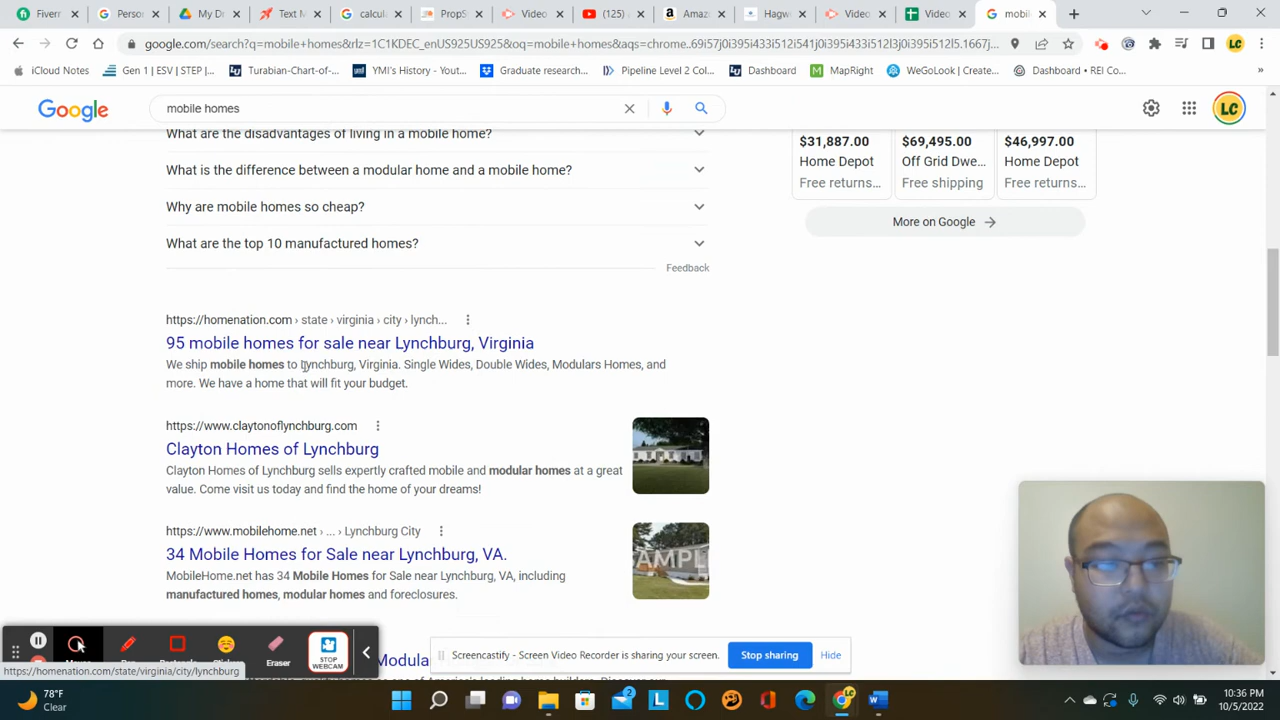 Fiverr
Person
My Dr
Text M
calcula
PropS
Video
(125)
Amaz
Hagw
Video
Video
mobil
google.com/search?q=mobile+homes&rlz=1C1KDEC_enUS925US925&oq=mobile+homes&aqs=chrome..69i57j0i395i433i512i541j0i395i433i512l3j0i395i512l5.1667j...
LC
iCloud Notes
Gen 1 | ESV | STEP |...
Turabian-Chart-of-...
YMI's History - Yout...
Graduate research...
Pipeline Level 2 Col...
Dashboard
MapRight
WeGoLook | Create...
Dashboard • REI Co...
»
Google
mobile homes
LC
What are the disadvantages of living in a mobile home?
What is the difference between a modular home and a mobile home?
Why are mobile homes so cheap?
What are the top 10 manufactured homes?
Feedback
$31,887.00
Home Depot
Free returns...
$69,495.00
Off Grid Dwe...
Free shipping
$46,997.00
Home Depot
Free returns...
More on Google
https://homenation.com › state › virginia › city › lynch...
95 mobile homes for sale near Lynchburg, Virginia
We ship mobile homes to Lynchburg, Virginia. Single Wides, Double Wides, Modulars Homes, and
more. We have a home that will fit your budget.
https://www.claytonoflynchburg.com
Clayton Homes of Lynchburg
Clayton Homes of Lynchburg sells expertly crafted mobile and modular homes at a great
value. Come visit us today and find the home of your dreams!
https://www.mobilehome.net › ... › Lynchburg City
34 Mobile Homes for Sale near Lynchburg, VA.
MobileHome.net has 34 Mobile Homes for Sale near Lynchburg, VA, including
manufactured homes, modular homes and foreclosures.
AMPL
Modula
Eraser
STOP
WEBCAM
Screencastify - Screen Video Recorder is sharing your screen.
Stop sharing
Hide
https://homenation.com/state/virginia/city/lynchburg
78°F
Clear
2
LC
10:36 PM
10/5/2022